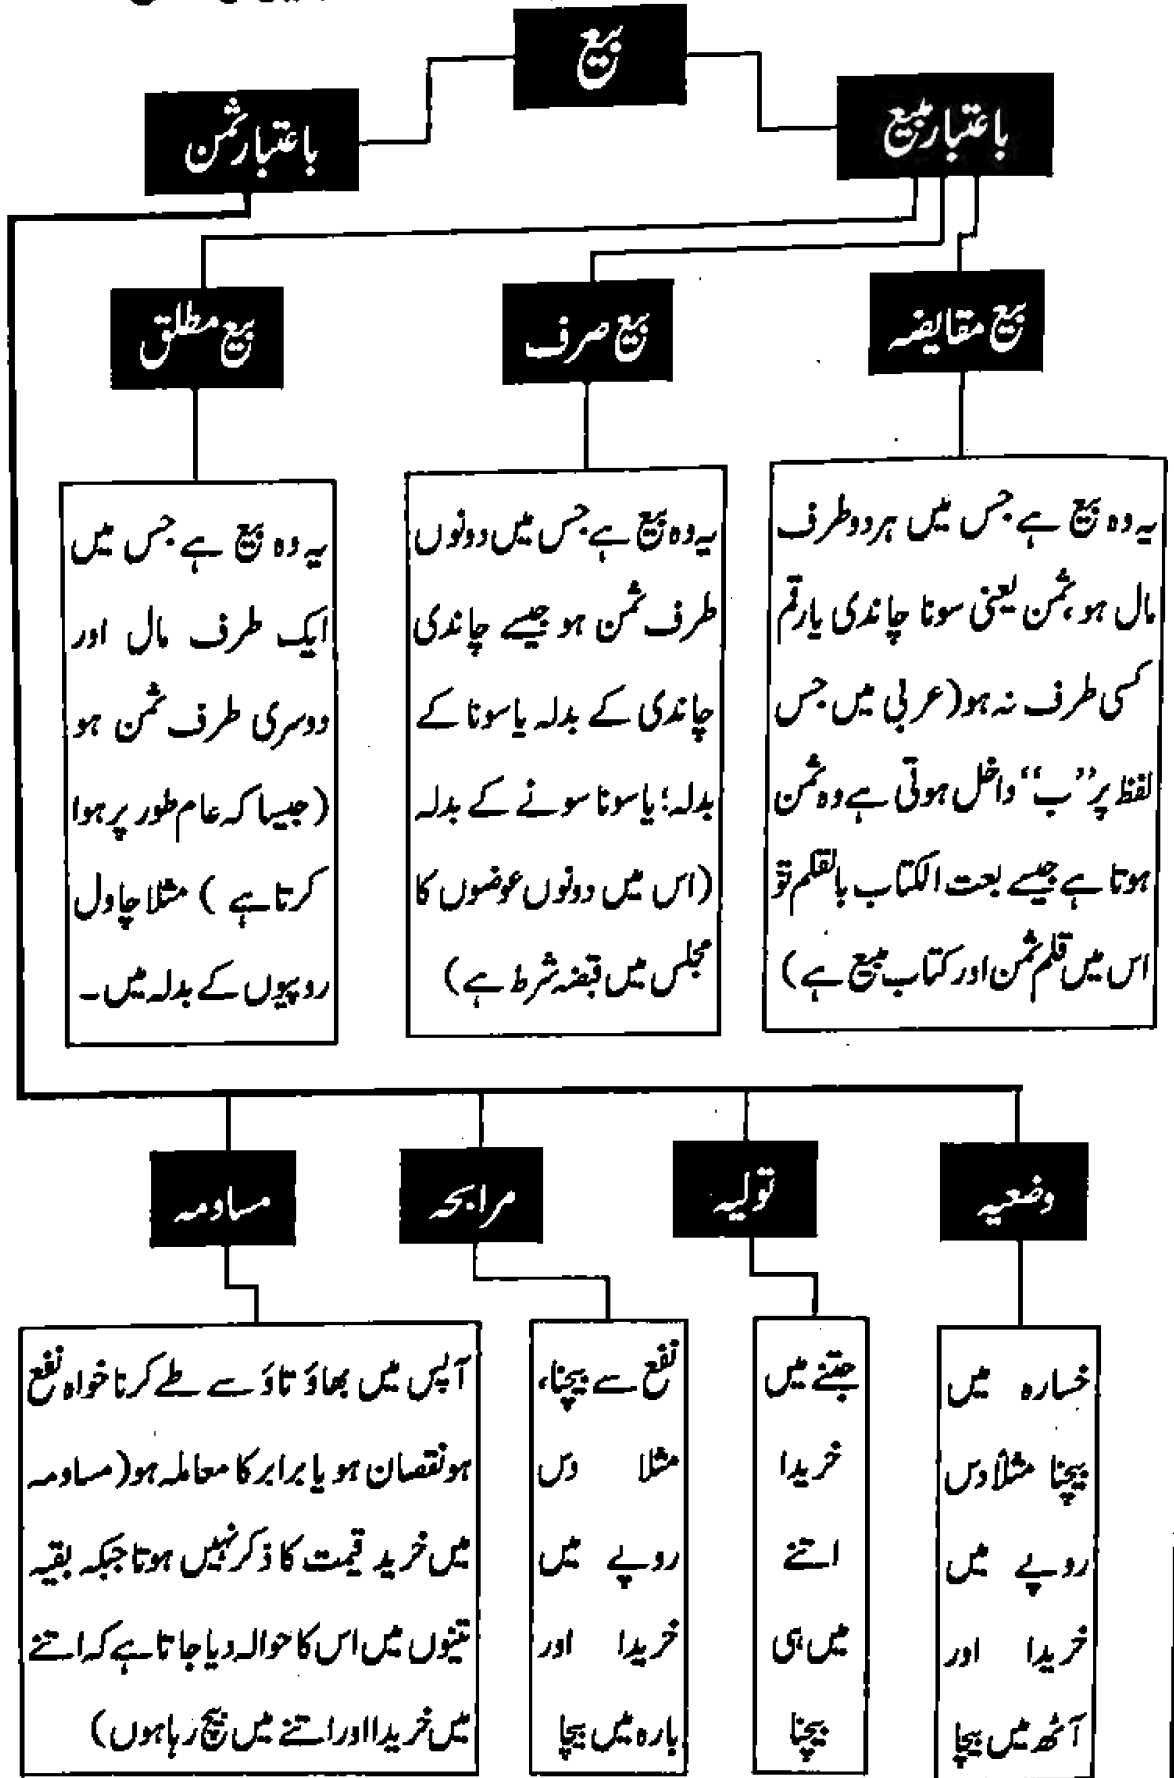 بیع
باعتبار مبیع
باعتبار ثمن
بیع مقایضہ
بیع صرف
بیع مطلق
یہ وہ بیع ہے جس میں ہر دو طرف
مال ہو، ثمن یعنی سونا چاندی یا رقم
کسی طرف نہ ہو (عربی میں جس
لفظ پر ”ب“ داخل ہوتی ہے وہ ثمن
ہوتا ہے جیسے بعت الکتاب بالقلم تو
اس میں قلم ثمن اور کتاب مبیع ہے)
یہ وہ بیع ہے جس میں دونوں
طرف ثمن ہو جیسے چاندی
چاندی کے بدلہ یا سونا کے
بدلہ؛ یا سونا سونے کے بدلہ
(اس میں دونوں عوضوں کا
مجلس میں قبضہ شرط ہے)
یہ وہ بیع ہے جس میں
ایک طرف مال اور
دوسری طرف ثمن ہو
(جیسا کہ عام طور پر ہوا
کرتا ہے) مثلا چاول
روپیوں کے بدلہ میں۔
وضعیہ
تولیہ
مرابحہ
مساومہ
خسارہ میں
بیچنا مثلاً دس
روپے میں
خریدا اور
آٹھ میں بیچا
جتنے میں
خریدا
اتنے
میں ہی
بیچنا
نفع سے بیچنا،
مثلا دس
روپے میں
خریدا اور
بارہ میں بیچا
آپس میں بھاؤ تاؤ سے طے کرنا خواہ نفع
ہو نقصان ہو یا برابر کا معاملہ ہو (مساومہ
میں خرید قیمت کا ذکر نہیں ہوتا جبکہ بقیہ
تینوں میں اس کا حوالہ دیا جاتا ہے کہ اتنے
میں خریدا اور اتنے میں بیچ رہا ہوں)